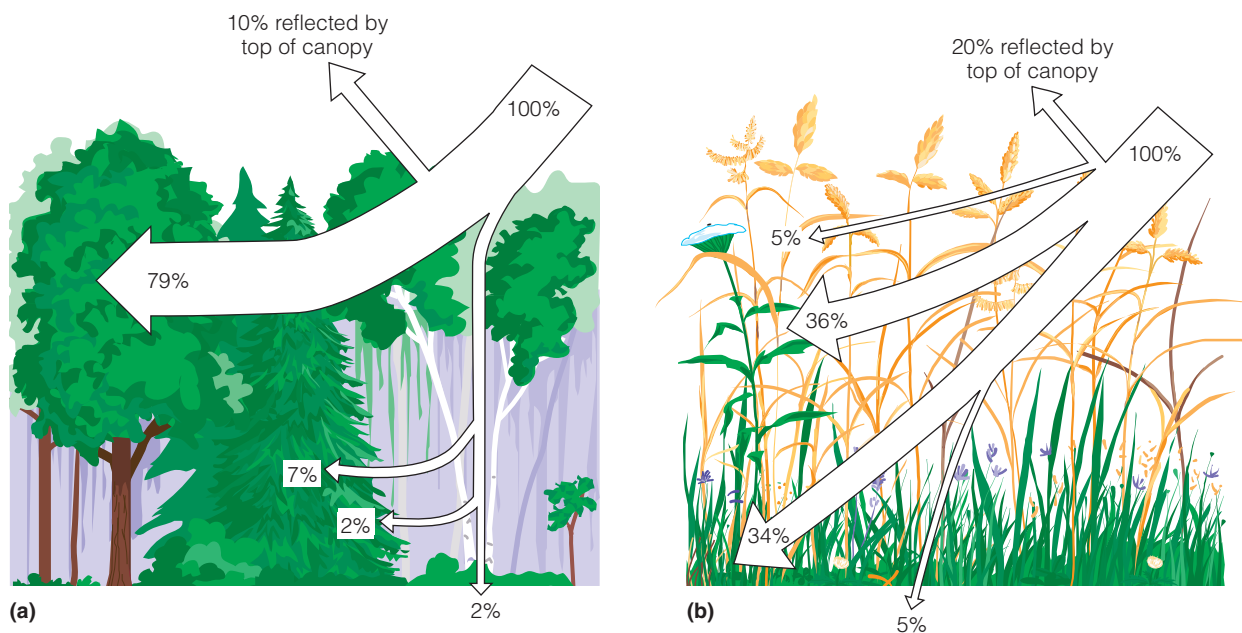 10% reflected by
top of canopy
100%
79%
7%
2%
2%
(a)
20% reflected by
top of canopy
100%
5%
36%
34%
5%
(b)